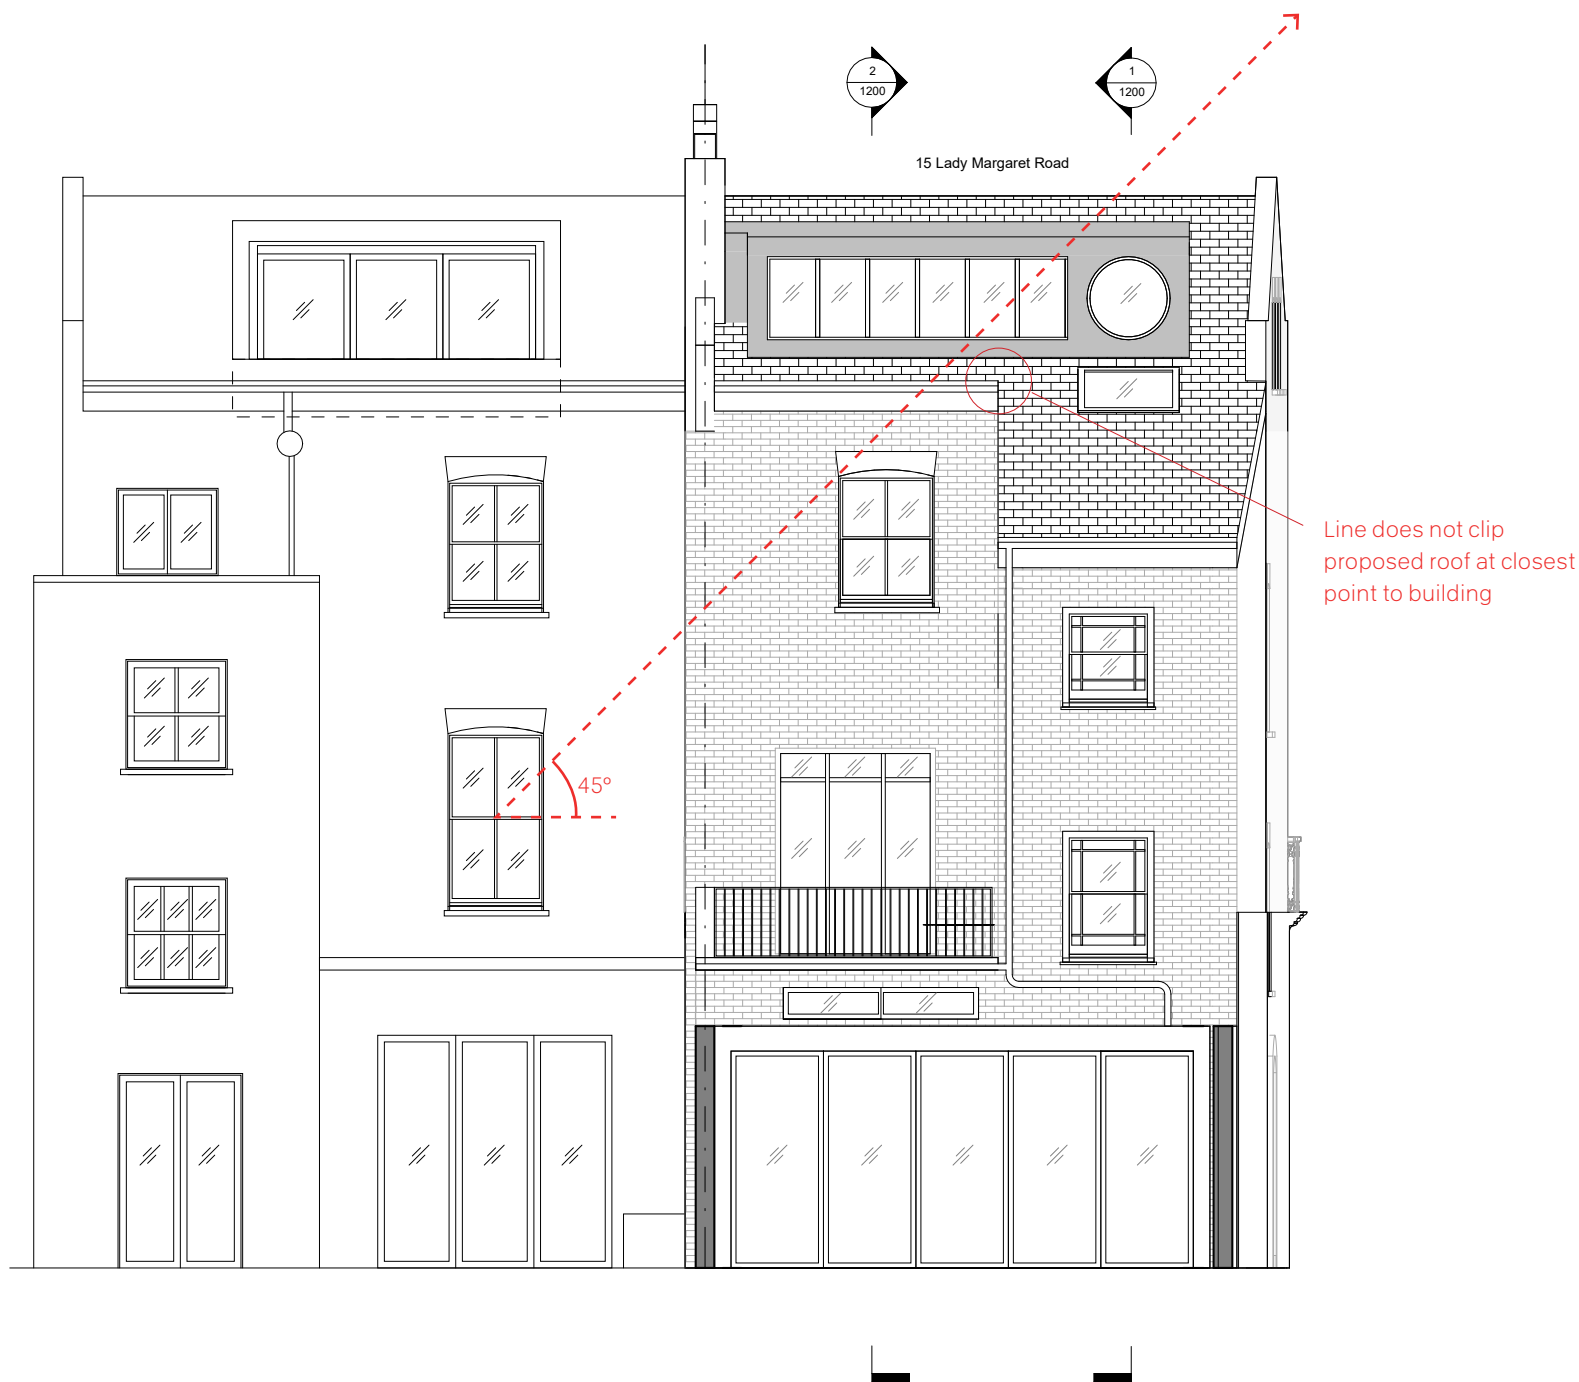 2
1200
1
1200
15 Lady Margaret Road
Line does not clip
proposed roof at closest
point to building
45°